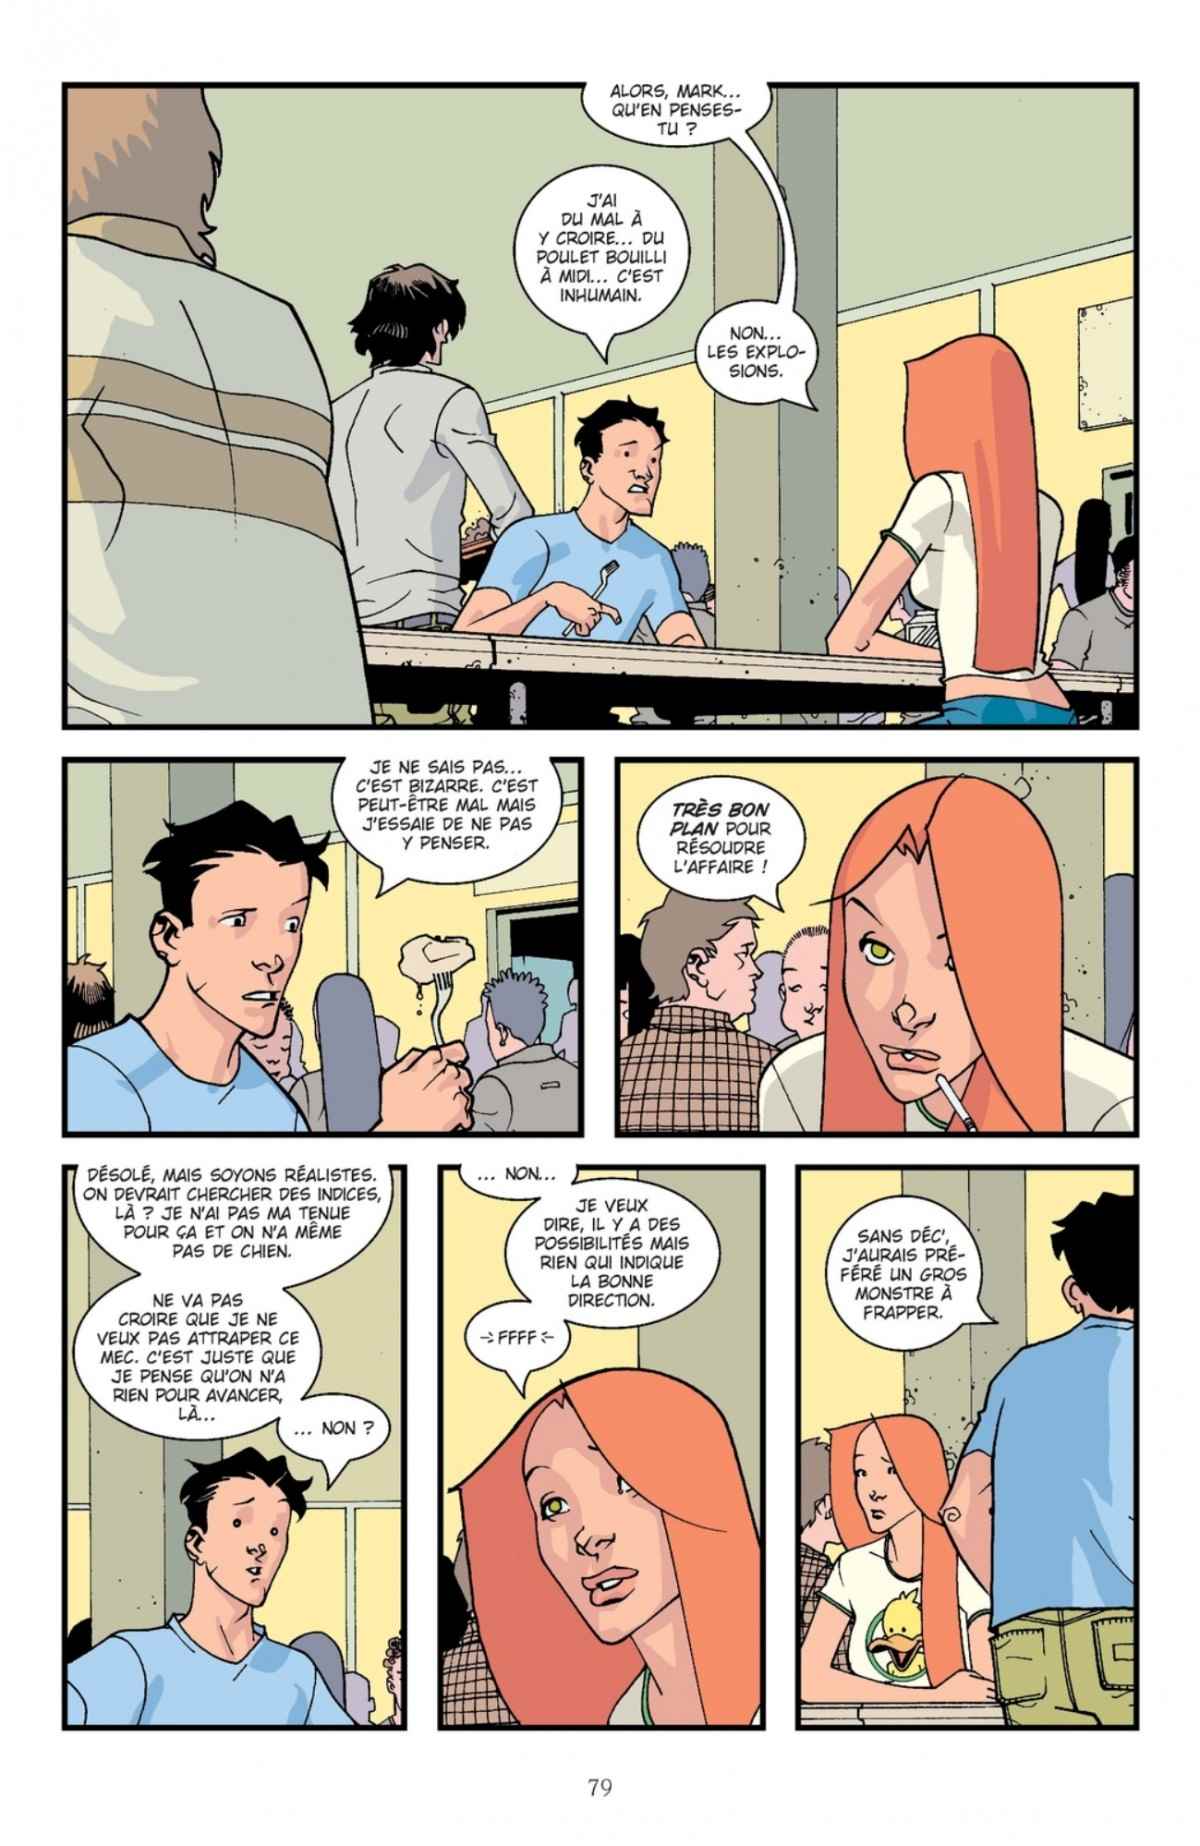 ALORS, MARK...
QU'EN PENSES-
TU ?
J'AI
DU MAL À
Y CROIRE... DU
POULET BOUILLI
À MIDI... C'EST
INHUMAIN.
NON...
LES EXPLO-
SIONS.
JE NE SAIS PAS...
C'EST BIZARRE. C'EST
PEUT-ÊTRE MAL MAIS
J'ESSAIE DE NE PAS
Y PENSER.
TRÈS BON
PLAN POUR
RÉSOUDRE
L'AFFAIRE !
DÉSOLÉ, MAIS SOYONS RÉALISTES.
ON DEVRAIT CHERCHER DES INDICES,
LÀ ? JE N'AI PAS MA TENUE
POUR ÇA ET ON N'A MÊME
PAS DE CHIEN.
NE VA PAS
CROIRE QUE JE NE
VEUX PAS ATTRAPER CE
MEC. C'EST JUSTE QUE
JE PENSE QU'ON N'A
RIEN POUR AVANCER,
LÀ...
... NON ?
... NON...
JE VEUX
DIRE, IL Y A DES
POSSIBILITÉS MAIS
RIEN QUI INDIQUE
LA BONNE
DIRECTION.
FFFF
SANS DÉC',
J'AURAIS PRÉ-
FÉRÉ UN GROS
MONSTRE À
FRAPPER.
79